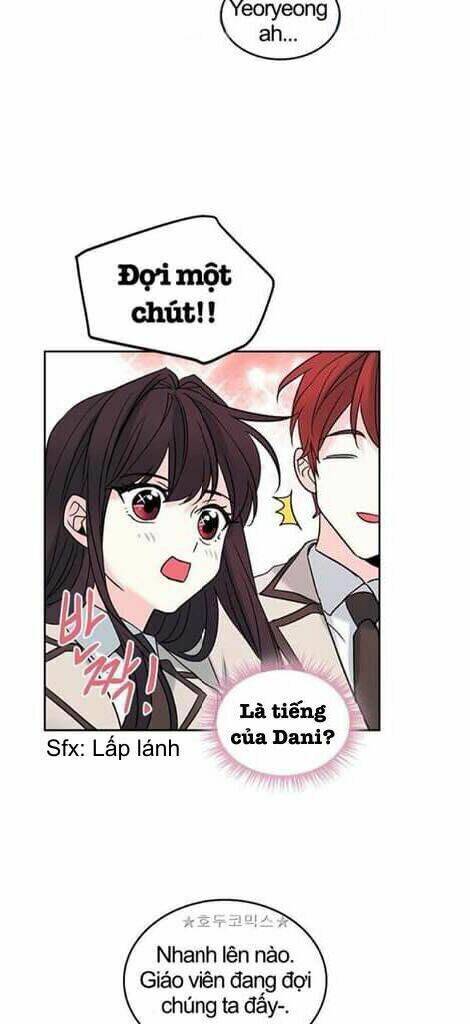 Yeoryeong
ah...
Đợi một
chút!!
반
짝!
Là tiếng
của Dani?
Sfx: Lấp lánh
★호두코믹스★
Nhanh lên nào.
Giáo viên đang đợi
chúng ta đấy-.